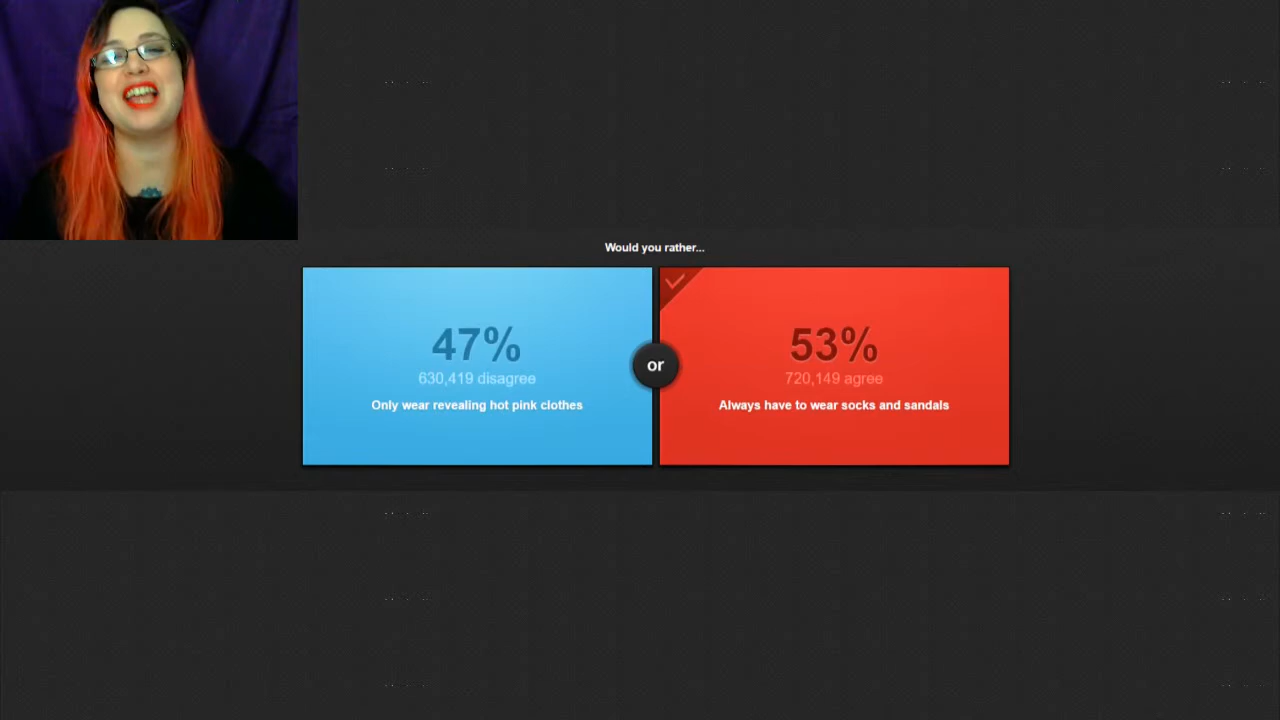 Would you rather...
47%
630,419 disagree
Only wear revealing hot pink clothes
or
53%
720,149 agree
Always have to wear socks and sandals